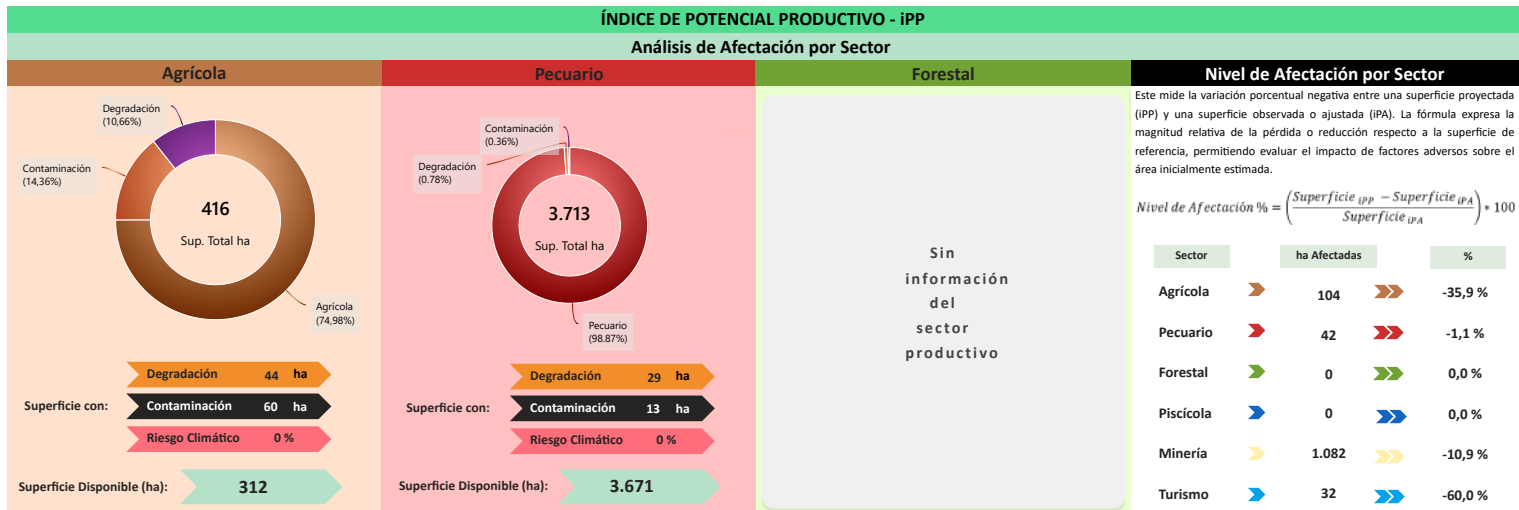 ÍNDICE DE POTENCIAL PRODUCTIVO - iPP
Análisis de Afectación por Sector
Agrícola
Degradación
(10,66%)
Contaminación
(14,36%)
416
Sup. Total ha
Agrícola
(74,98%)
Superficie con:
Degradación 44 ha
Contaminación 60 ha
Riesgo Climático 0 %
Superficie Disponible (ha): 312
Pecuario
Contaminación
(0.36%)
Degradación
(0.78%)
3.713
Sup. Total ha
Pecuario
(98.87%)
Superficie con:
Degradación 29 ha
Contaminación 13 ha
Riesgo Climático 0 %
Superficie Disponible (ha): 3.671
Forestal
Sin
información
del
sector
productivo
Nivel de Afectación por Sector
Este mide la variación porcentual negativa entre una superficie proyectada
(iPP) y una superficie observada o ajustada (iPA). La fórmula expresa la
magnitud relativa de la pérdida o reducción respecto a la superficie de
referencia, permitiendo evaluar el impacto de factores adversos sobre el
área inicialmente estimada.
Nivel de Afectación % = (Superficie iPP − Superficie iPA / Superficie iPA) * 100
Sector ha Afectadas %
Agrícola 104 -35,9 %
Pecuario 42 -1,1 %
Forestal 0 0,0 %
Piscícola 0 0,0 %
Minería 1.082 -10,9 %
Turismo 32 -60,0 %